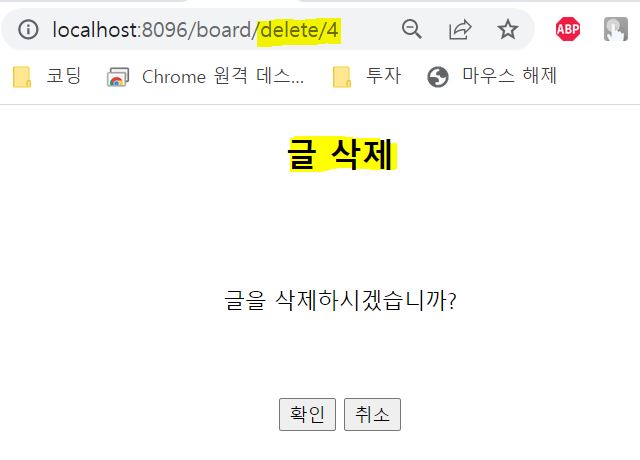 localhost:8096/board/delete/4
ABP
코딩 Chrome 원격 데스... 투자 마우스 해제
글 삭제
글을 삭제하시겠습니까?
확인 취소